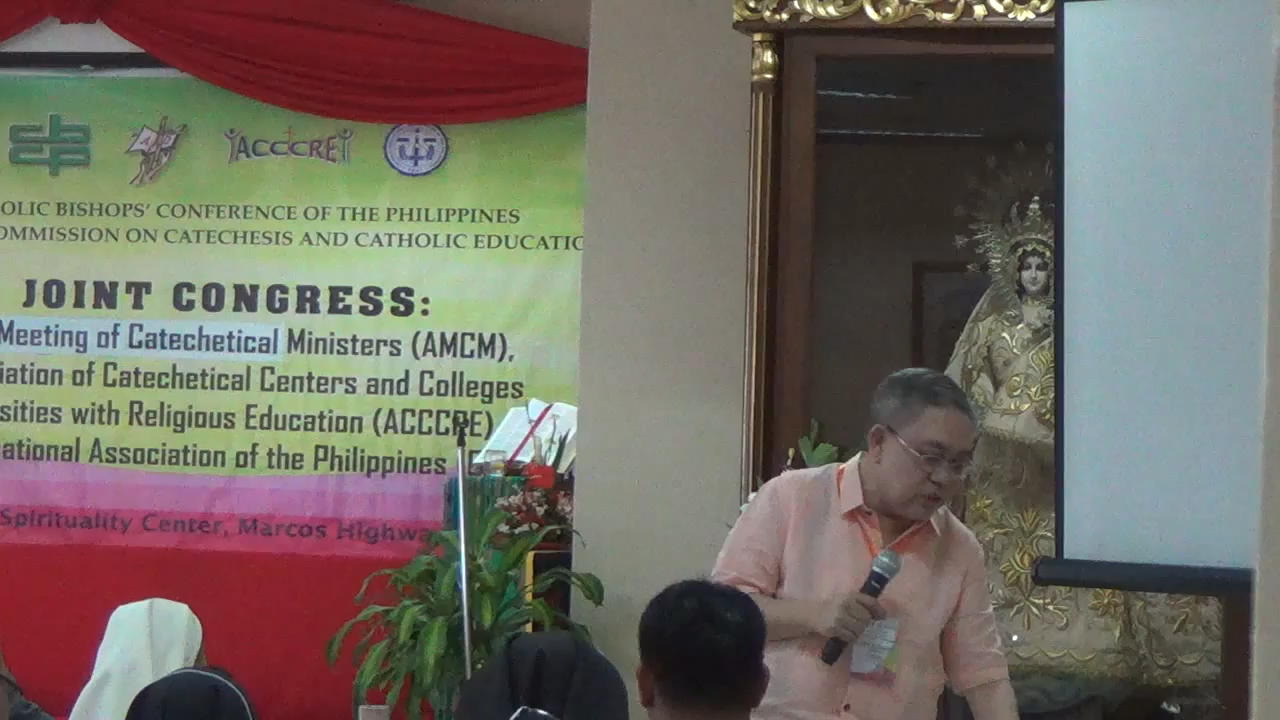 ACCCRE
OLIC BISHOPS' CONFERENCE OF THE PHILIPPINES
OMMISSION ON CATECHESIS AND CATHOLIC EDUCATIO
JOINT CONGRESS:
Meeting of Catechetical Ministers (AMCM),
iation of Catechetical Centers and Colleges
sities with Religious Education (ACCCRE)
ational Association of the Philippines
Spirituality Center, Marcos Highwa